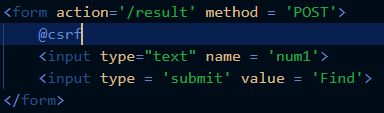 <form action='/result' method = 'POST'>
@csrf
<input type="text" name = 'num1'>
<input type = 'submit' value = 'Find'>
</form>